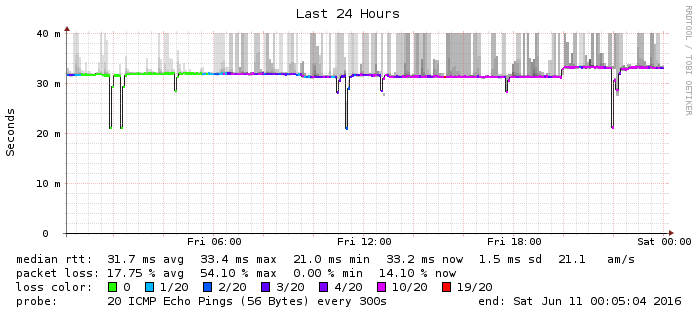 Last 24 Hours
RRDTOOL / TOBI OETIKER
Seconds
40 m
30 m
20 m
10 m
0
Fri 06:00 Fri 12:00 Fri 18:00 Sat 00:00
median rtt: 31.7 ms avg 33.4 ms max 21.0 ms min 33.2 ms now 1.5 ms sd 21.1 am/s
packet loss: 17.75 % avg 54.10 % max 0.00 % min 14.10 % now
loss color: 0 1/20 2/20 3/20 4/20 10/20 19/20
probe: 20 ICMP Echo Pings (56 Bytes) every 300s end: Sat Jun 11 00:05:04 2016